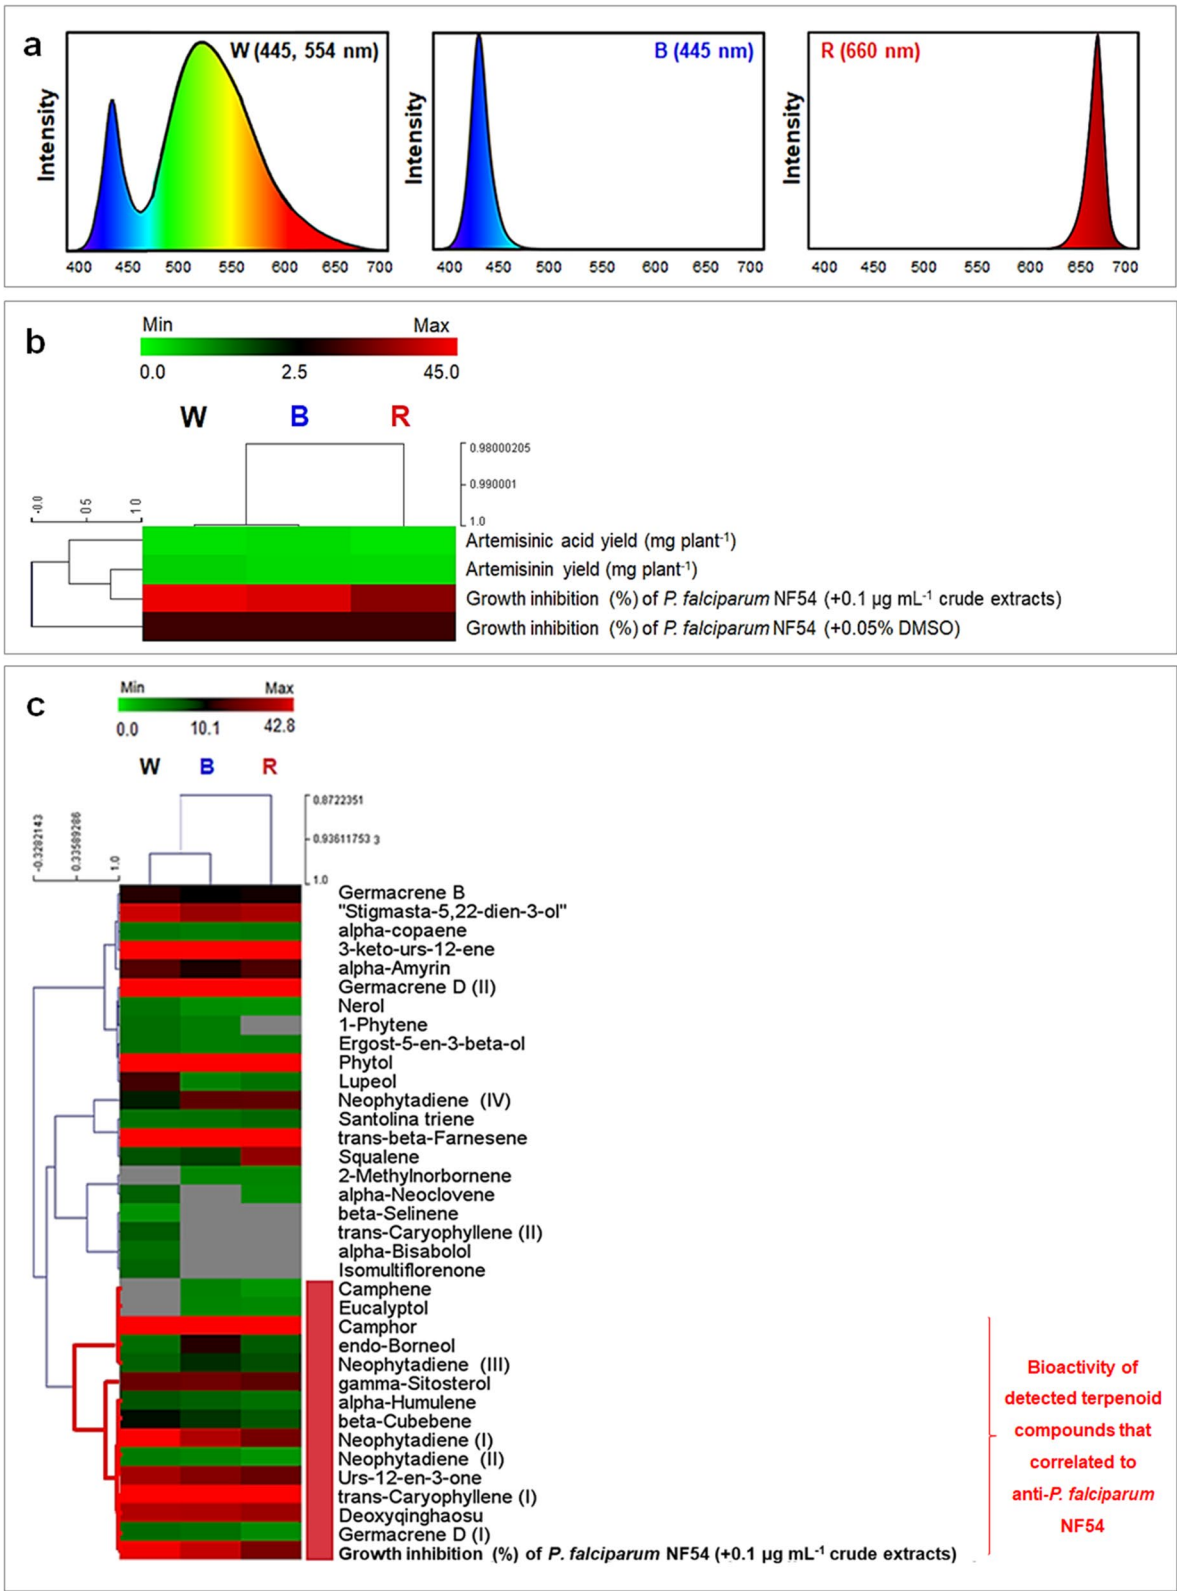 a
W (445, 554 nm)
B (445 nm)
R (660 nm)
Intensity
Intensity
Intensity
400 450 500 550 600 650 700
400 450 500 550 600 650 700
400 450 500 550 600 650 700
b
Min Max
0.0 2.5 45.0
W B R
0.98000205
0.990001
1.0
-0.0 0.5 1.0
Artemisinic acid yield (mg plant⁻¹)
Artemisinin yield (mg plant⁻¹)
Growth inhibition (%) of P. falciparum NF54 (+0.1 µg mL⁻¹ crude extracts)
Growth inhibition (%) of P. falciparum NF54 (+0.05% DMSO)
c
Min Max
0.0 10.1 42.8
W B R
0.8722351
0.93611753 3
1.0
-0.3282143 0.33589286 1.0
Germacrene B
"Stigmasta-5,22-dien-3-ol"
alpha-copaene
3-keto-urs-12-ene
alpha-Amyrin
Germacrene D (II)
Nerol
1-Phytene
Ergost-5-en-3-beta-ol
Phytol
Lupeol
Neophytadiene (IV)
Santolina triene
trans-beta-Farnesene
Squalene
2-Methylnorbornene
alpha-Neoclovene
beta-Selinene
trans-Caryophyllene (II)
alpha-Bisabolol
Isomultiflorenone
Camphene
Eucalyptol
Camphor
endo-Borneol
Neophytadiene (III)
gamma-Sitosterol
alpha-Humulene
beta-Cubebene
Neophytadiene (I)
Neophytadiene (II)
Urs-12-en-3-one
trans-Caryophyllene (I)
Deoxyqinghaosu
Germacrene D (I)
Growth inhibition (%) of P. falciparum NF54 (+0.1 µg mL⁻¹ crude extracts)
Bioactivity of
detected terpenoid
compounds that
correlated to
anti-P. falciparum
NF54